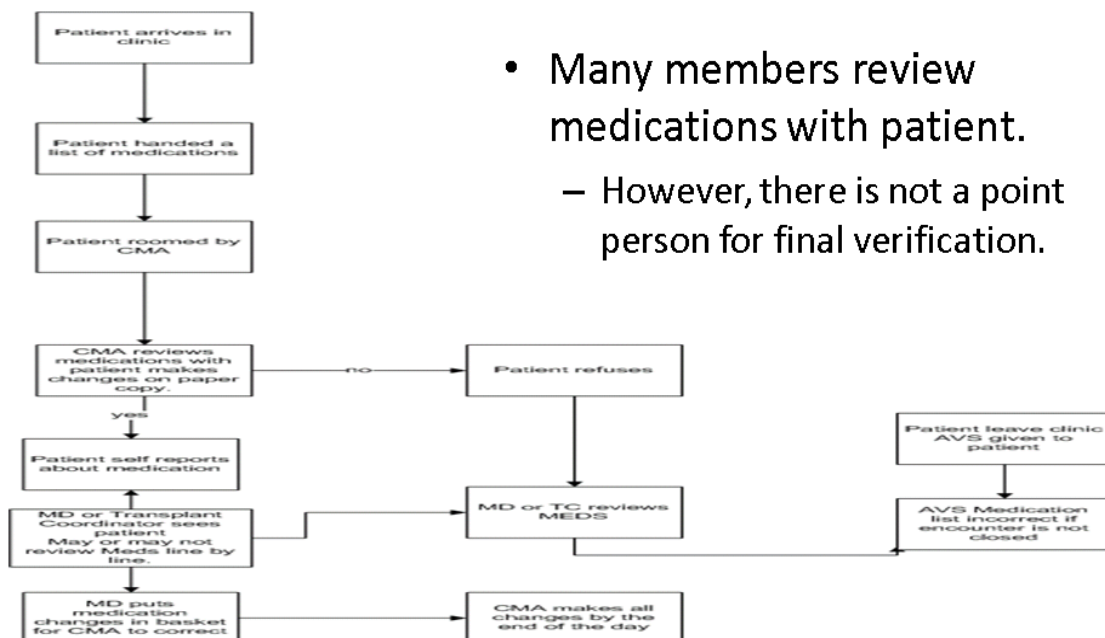 Patient arrives in
clinic
Patient handed a
list of medications
Patient roomed by
CMA
CMA reviews
medications with
patient makes
changes on paper
copy.
no
Patient refuses
yes
Patient self reports
about medication
MD or Transplant
Coordinator sees
patient
May or may not
review Meds line by
line.
MD or TC reviews
MEDS
Patient leave clinic
AVS given to
patient
AVS Medication
list incorrect if
encounter is not
closed
MD puts
medication
changes in basket
for CMA to correct
CMA makes all
changes by the
end of the day
• Many members review
medications with patient.
– However, there is not a point
person for final verification.